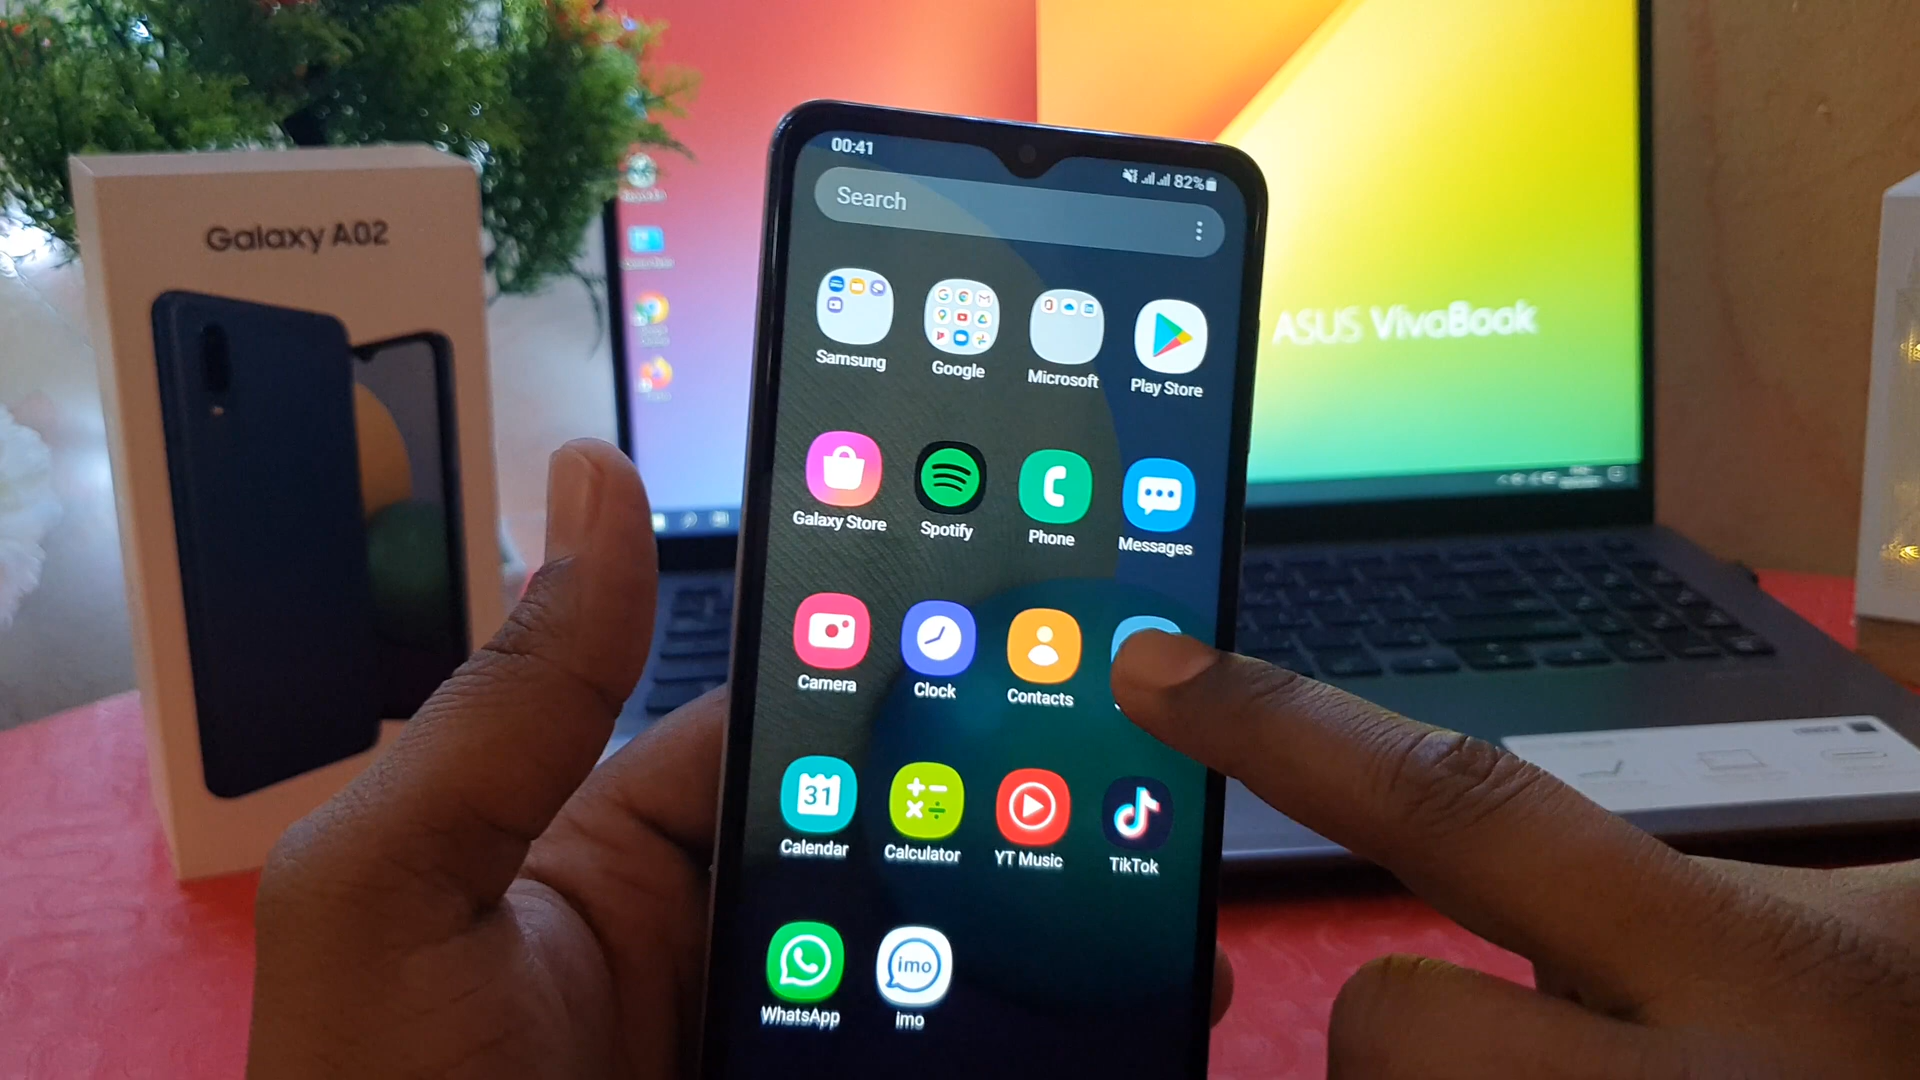 Galaxy A02
00:41
82%
Search
Samsung
Google
Microsoft
Play Store
Galaxy Store
Spotify
Phone
Messages
Camera
Clock
Contacts
31
Calendar
Calculator
YT Music
TikTok
WhatsApp
imo
imo
ASUS VivoBook